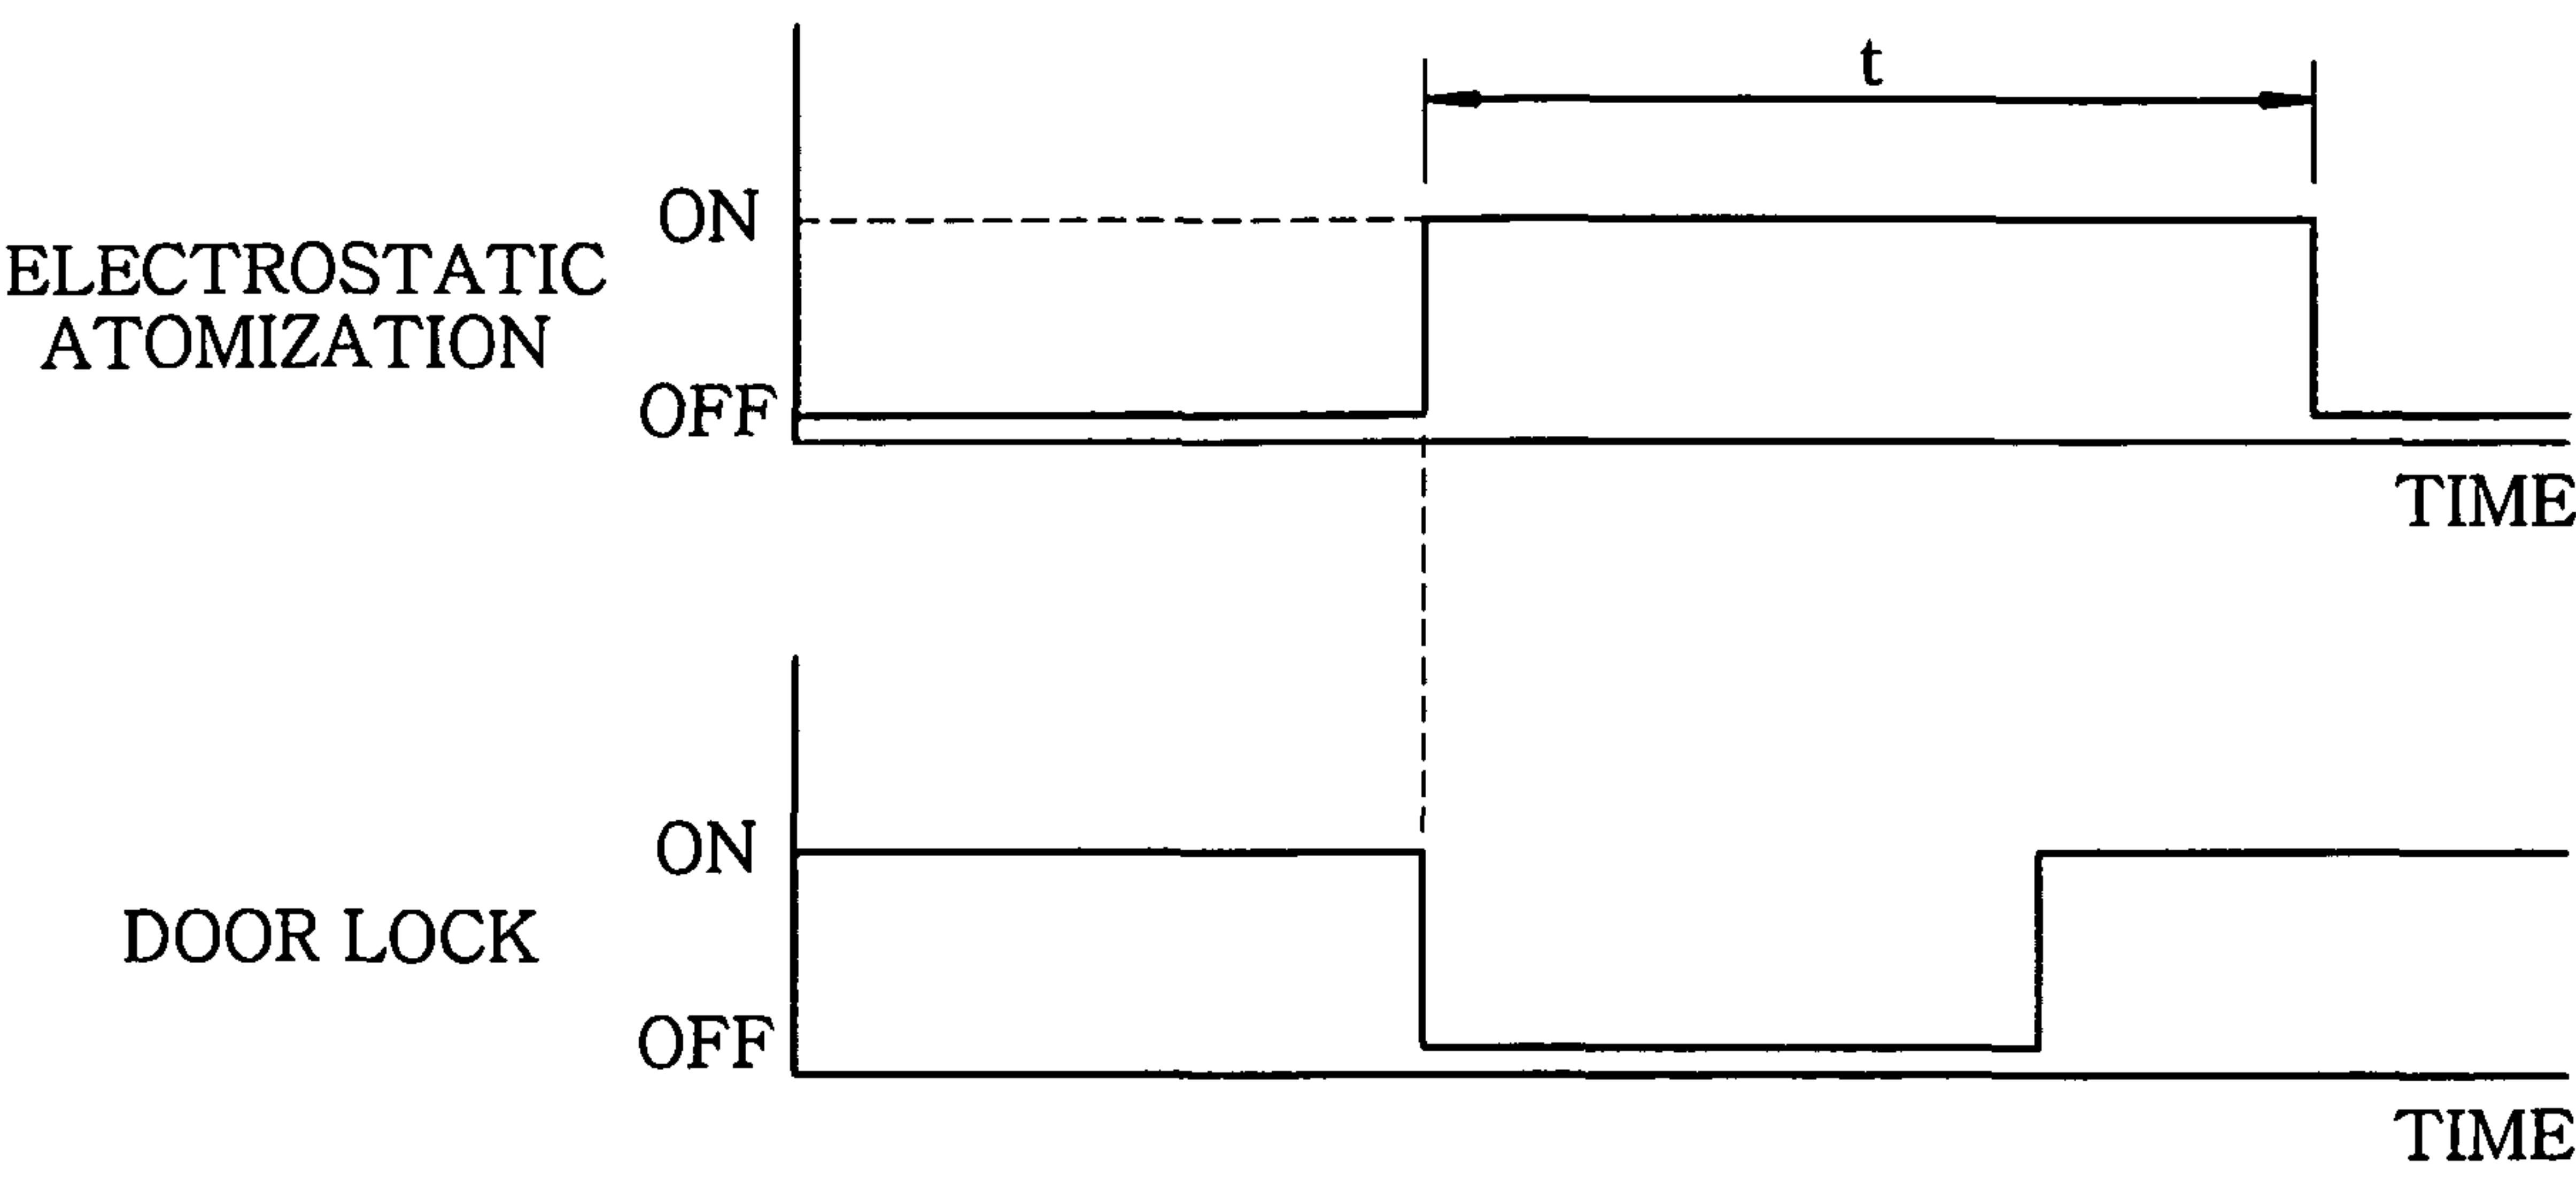 t
ON
ELECTROSTATIC
ATOMIZATION
OFF
TIME
ON
DOOR LOCK
OFF
TIME